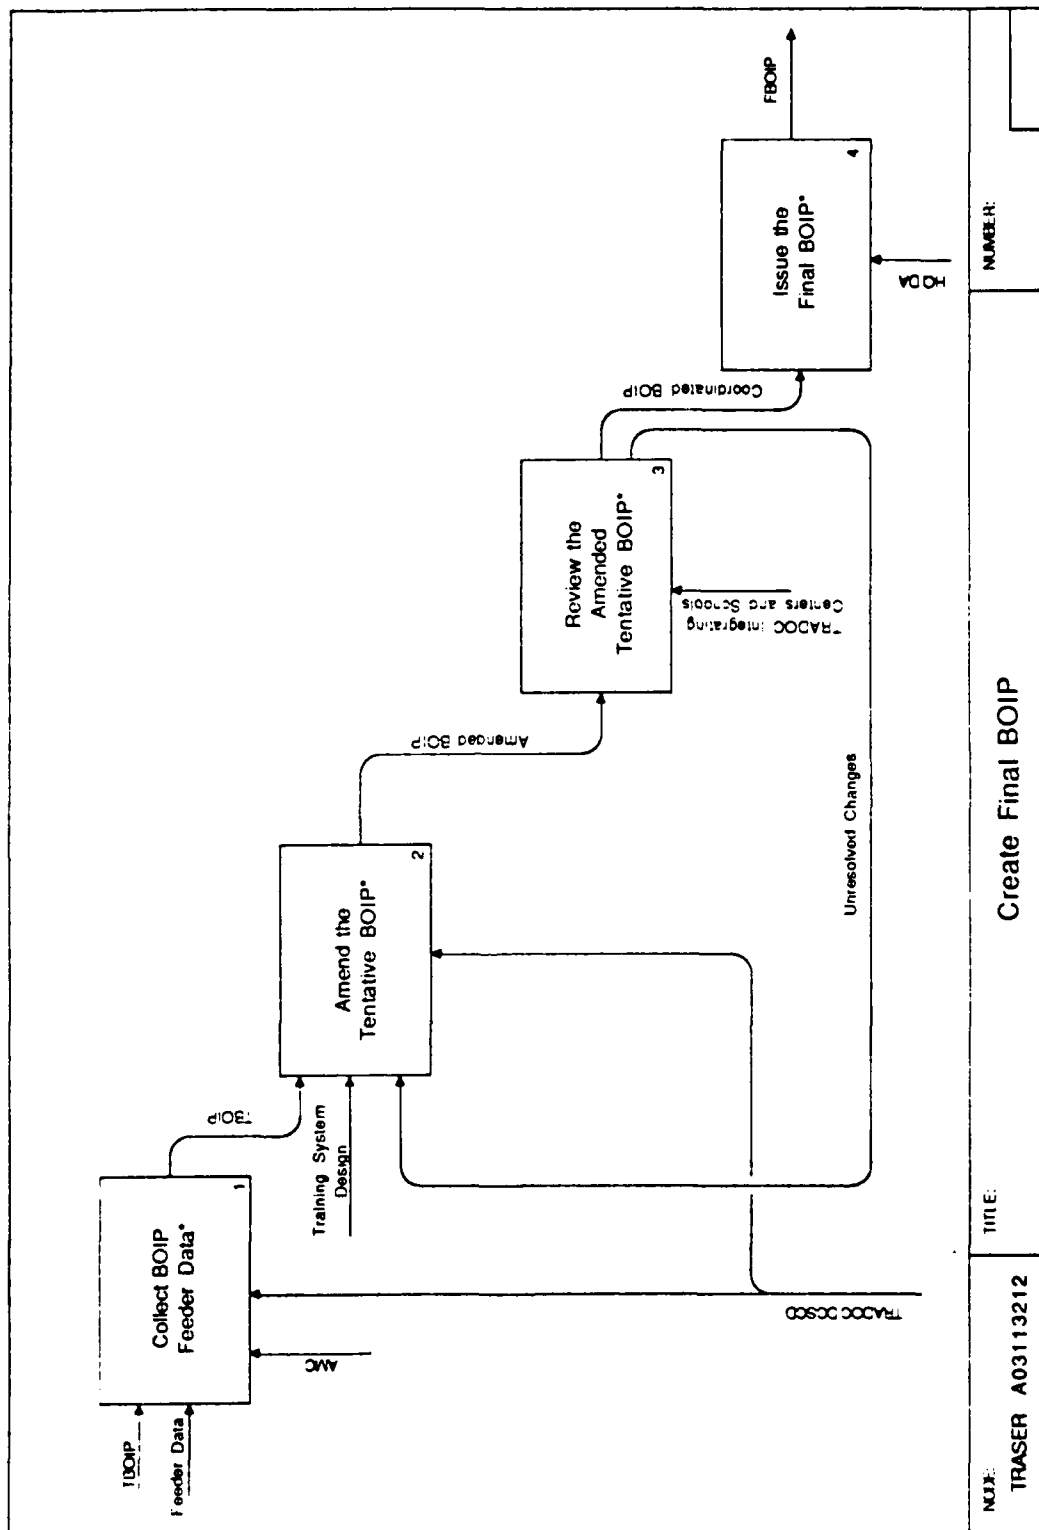 TBOIP
Feeder Data
Collect BOIP
Feeder Data*
1
AMC
TRADOC DCSCD
TBOIP
Training System
Design
Amend the
Tentative BOIP*
2
Amended BOIP
Review the
Amended
Tentative BOIP*
3
TRADOC Integrating
Centers and Schools
Unresolved Changes
Coordinated BOIP
Issue the
Final BOIP*
4
HQDA
FBOIP
NODE:
TRASER A03113212
TITLE:
Create Final BOIP
NUMBER: